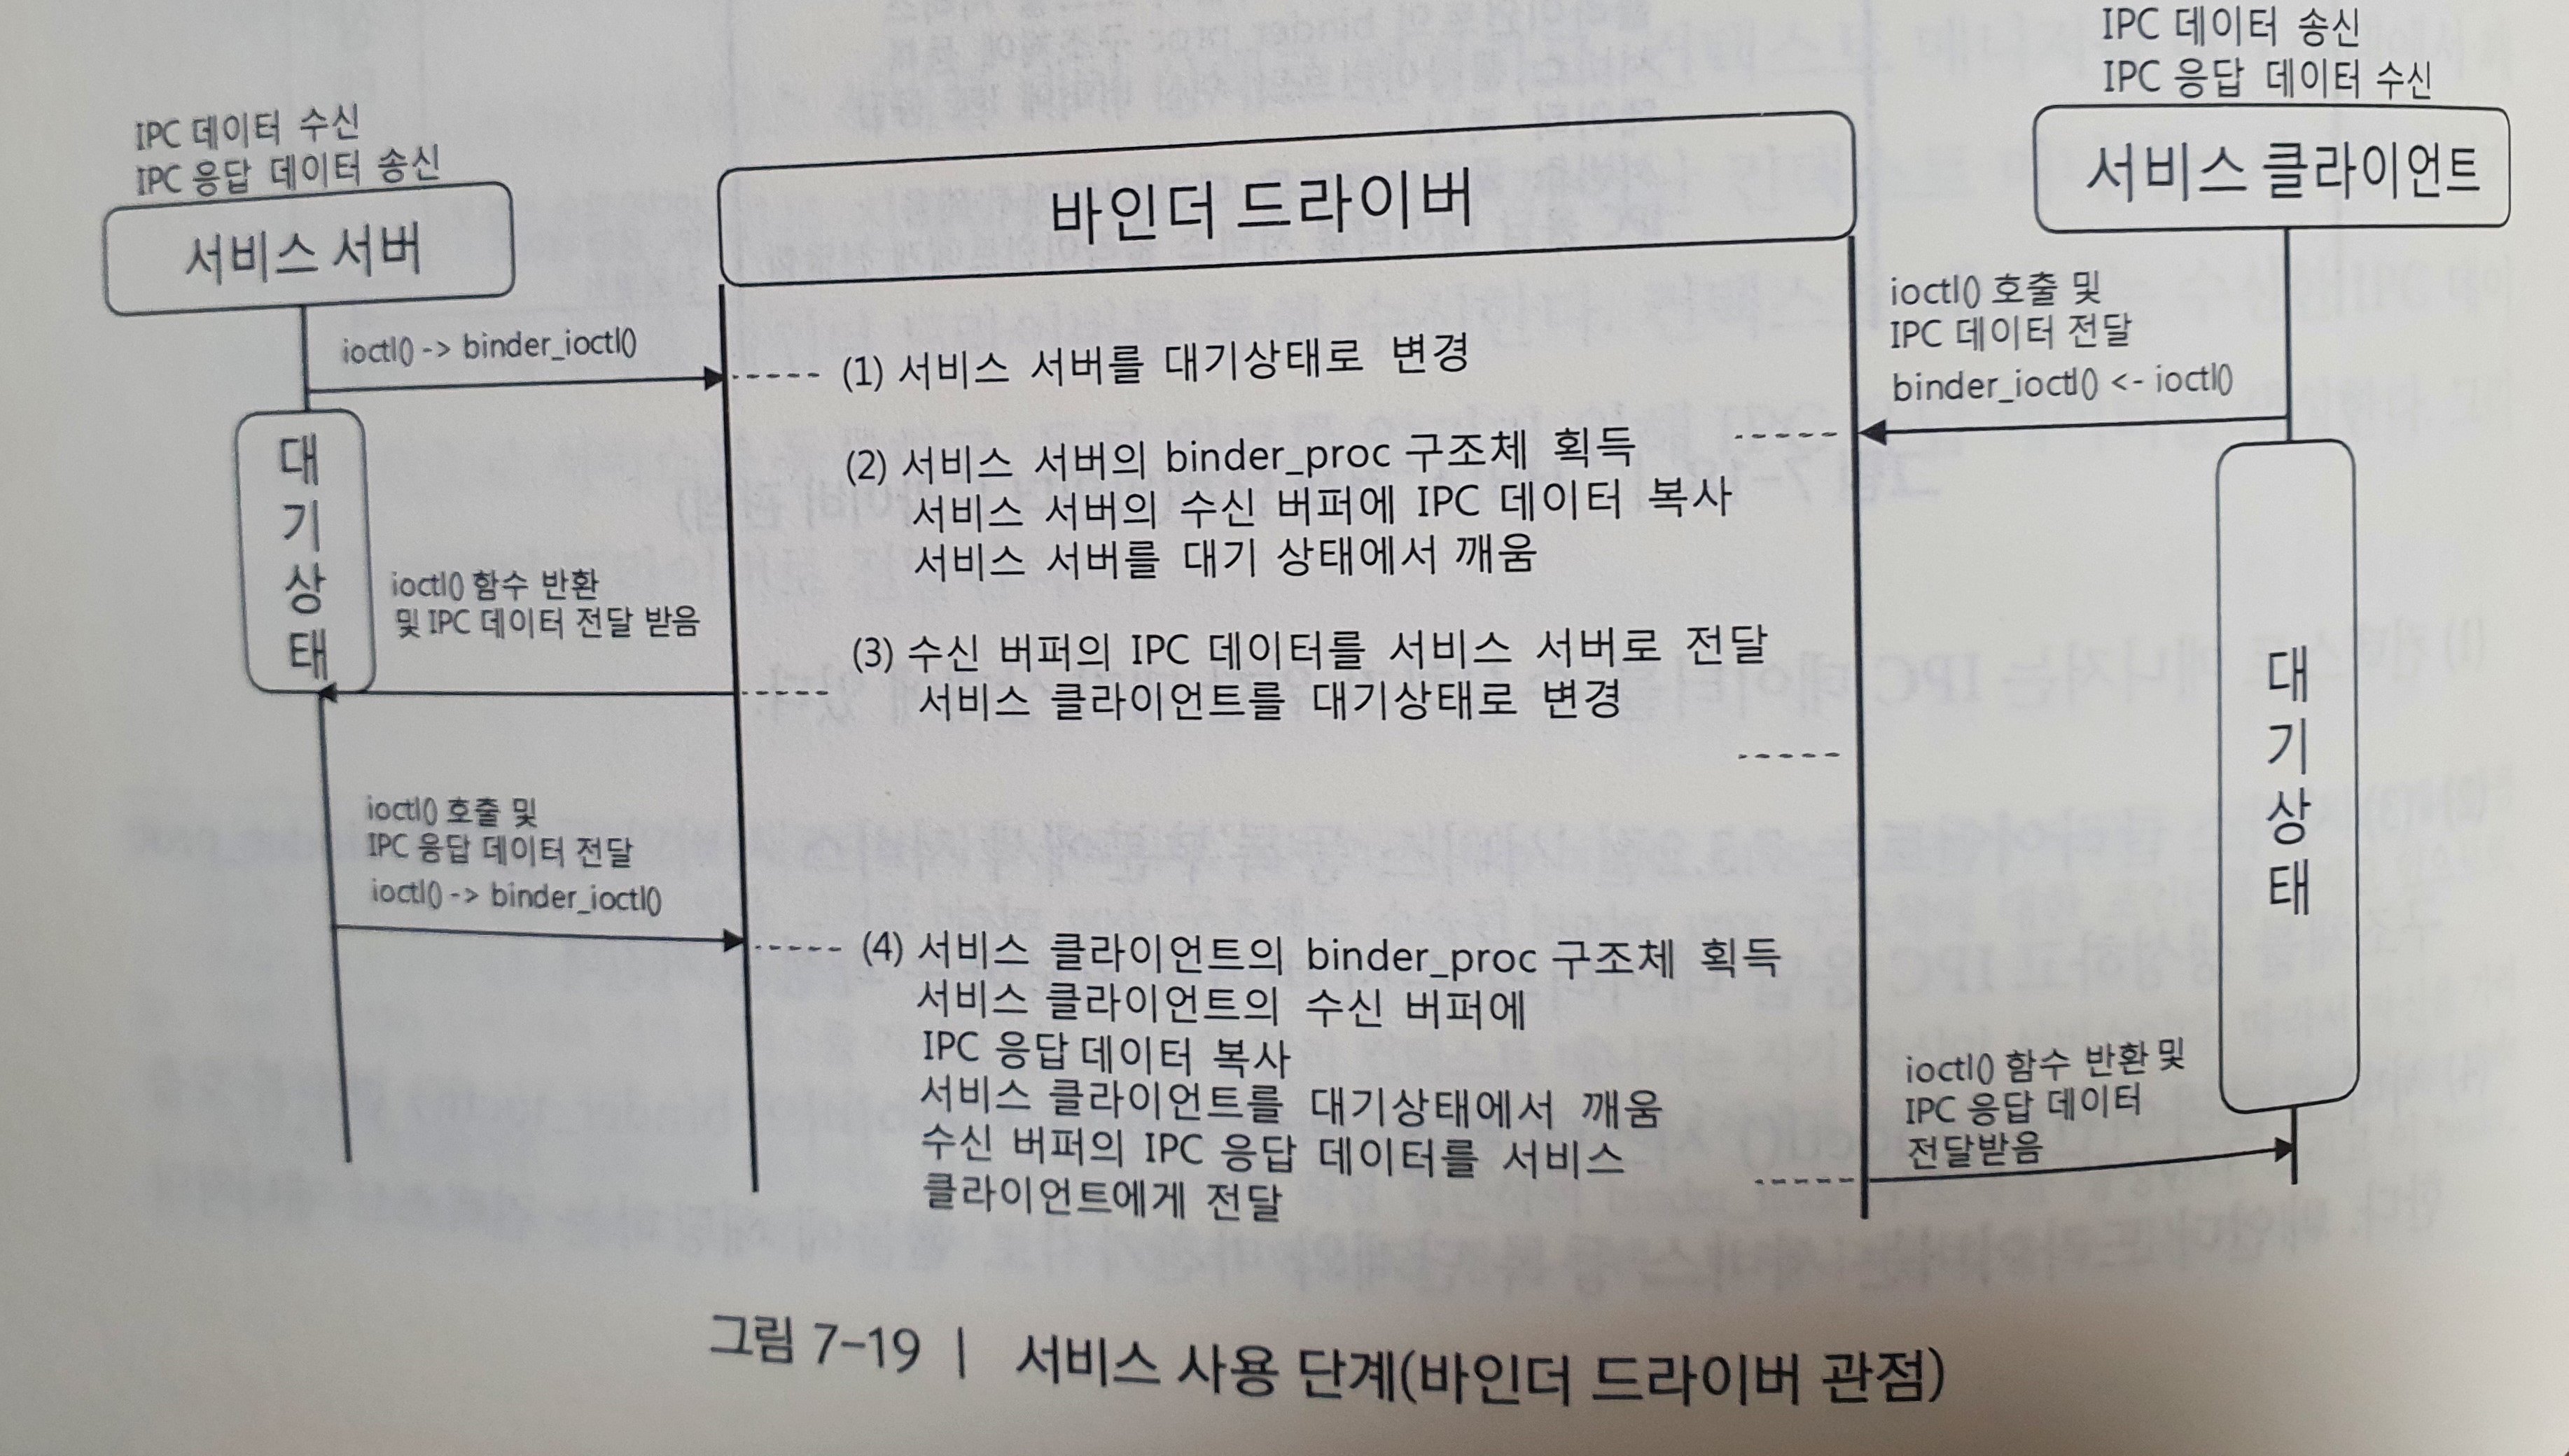 IPC 데이터 송신
IPC 응답 데이터 수신
서비스 클라이언트
IPC 데이터 수신
IPC 응답 데이터 송신
서비스 서버
바인더 드라이버
ioctl() -> binder_ioctl()
(1) 서비스 서버를 대기상태로 변경
ioctl() 호출 및
IPC 데이터 전달
binder_ioctl() <- ioctl()
대
기
상
태
(2) 서비스 서버의 binder_proc 구조체 획득
서비스 서버의 수신 버퍼에 IPC 데이터 복사
서비스 서버를 대기 상태에서 깨움
ioctl() 함수 반환
및 IPC 데이터 전달 받음
(3) 수신 버퍼의 IPC 데이터를 서비스 서버로 전달
서비스 클라이언트를 대기상태로 변경
대
기
상
태
ioctl() 호출 및
IPC 응답 데이터 전달
ioctl() -> binder_ioctl()
(4) 서비스 클라이언트의 binder_proc 구조체 획득
서비스 클라이언트의 수신 버퍼에
IPC 응답 데이터 복사
서비스 클라이언트를 대기상태에서 깨움
수신 버퍼의 IPC 응답 데이터를 서비스
클라이언트에게 전달
ioctl() 함수 반환 및
IPC 응답 데이터
전달받음
그림 7-19 | 서비스 사용 단계(바인더 드라이버 관점)